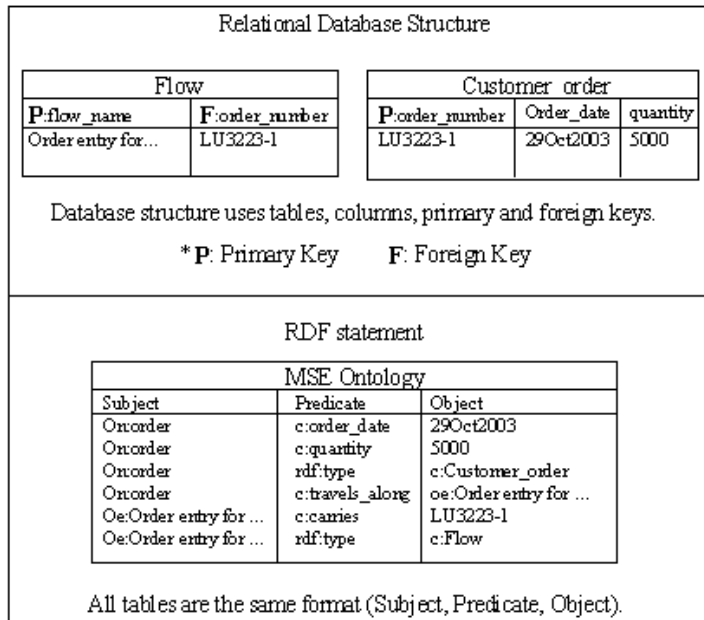 Relational Database Structure
Flow
P:flow_name F:order_number
Order entry for... LU3223-1
Customer order
P:order_number Order_date quantity
LU3223-1 29Oct2003 5000
Database structure uses tables, columns, primary and foreign keys.
* P: Primary Key F: Foreign Key
RDF statement
MSE Ontology
Subject Predicate Object
On:order c:order_date 29Oct2003
On:order c:quantity 5000
On:order rdf:type c:Customer_order
On:order c:travels_along oe:Order entry for ...
Oe:Order entry for ... c:carries LU3223-1
Oe:Order entry for ... rdf:type c:Flow
All tables are the same format (Subject, Predicate, Object).